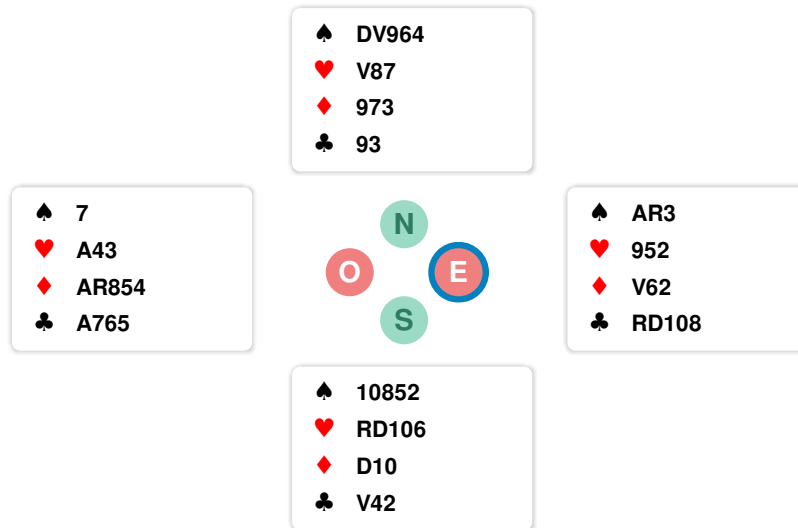 ♠ DV964
♥ V87
♦ 973
♣ 93
♠ 7
♥ A43
♦ AR854
♣ A765
N
O E
S
♠ AR3
♥ 952
♦ V62
♣ RD108
♠ 10852
♥ RD106
♦ D10
♣ V42